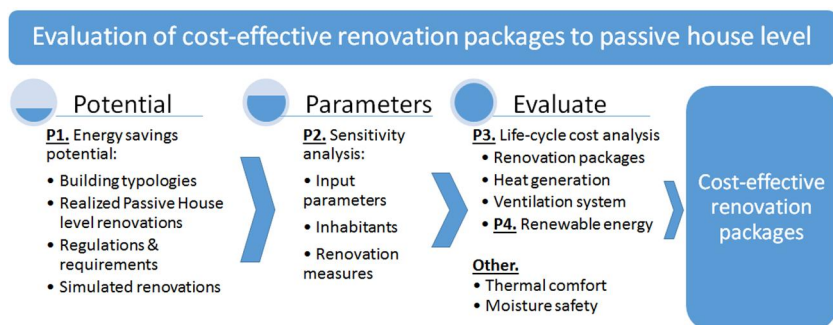 Evaluation of cost-effective renovation packages to passive house level
Potential
P1. Energy savings
potential:
• Building typologies
• Realized Passive House
level renovations
• Regulations &
requirements
• Simulated renovations
Parameters
P2. Sensitivity
analysis:
• Input
parameters
• Inhabitants
• Renovation
measures
Evaluate
P3. Life-cycle cost analysis
• Renovation packages
• Heat generation
• Ventilation system
• P4. Renewable energy
Other.
• Thermal comfort
• Moisture safety
Cost-effective
renovation
packages